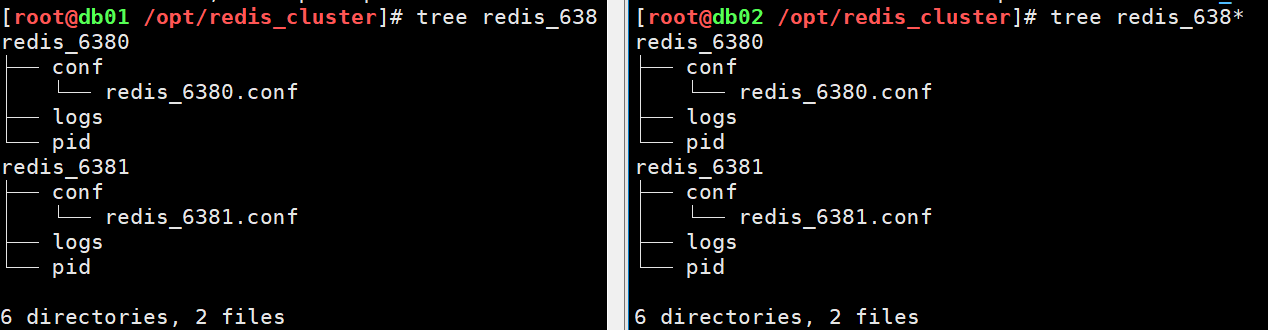 [root@db01 /opt/redis_cluster]# tree redis_638
redis_6380
├── conf
│   └── redis_6380.conf
├── logs
└── pid
redis_6381
├── conf
│   └── redis_6381.conf
├── logs
└── pid
6 directories, 2 files
[root@db02 /opt/redis_cluster]# tree redis_638*
redis_6380
├── conf
│   └── redis_6380.conf
├── logs
└── pid
redis_6381
├── conf
│   └── redis_6381.conf
├── logs
└── pid
6 directories, 2 files